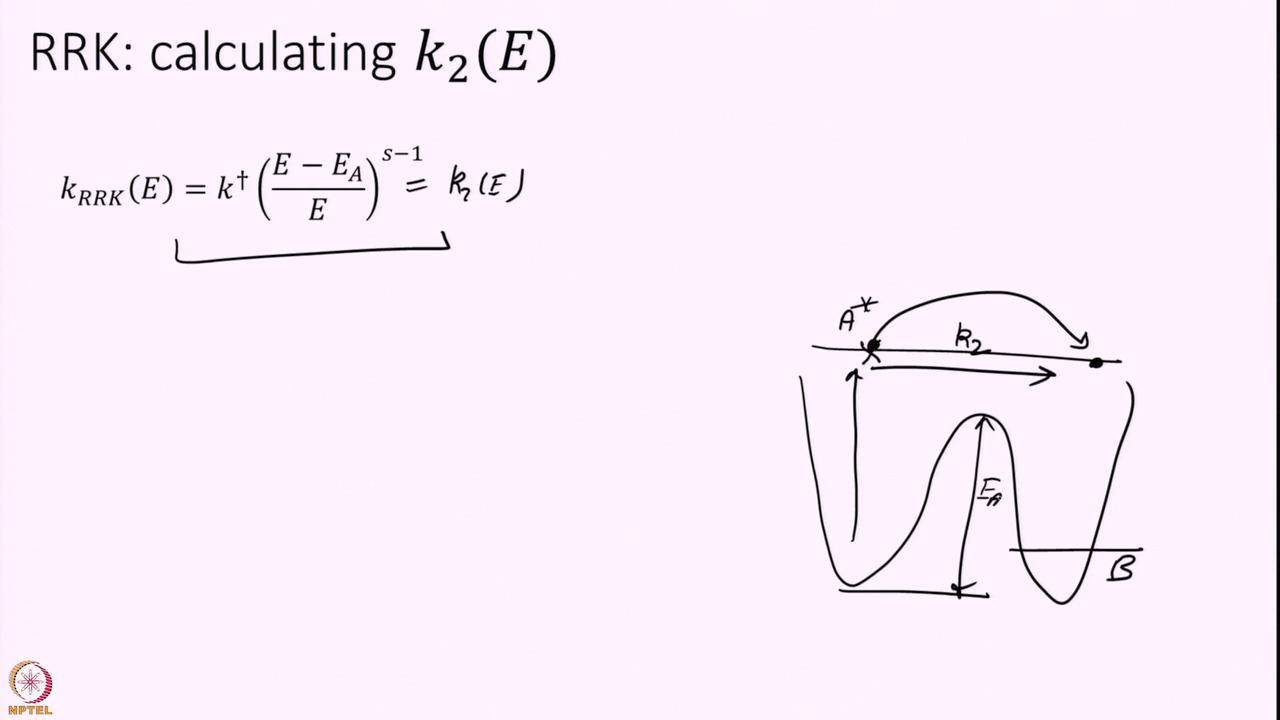 RRK: calculating k₂(E)
k_RRK(E) = k† ((E − E_A)/E)^(s−1) = k₂(E)
A*
k₂
E_A
B
NPTEL